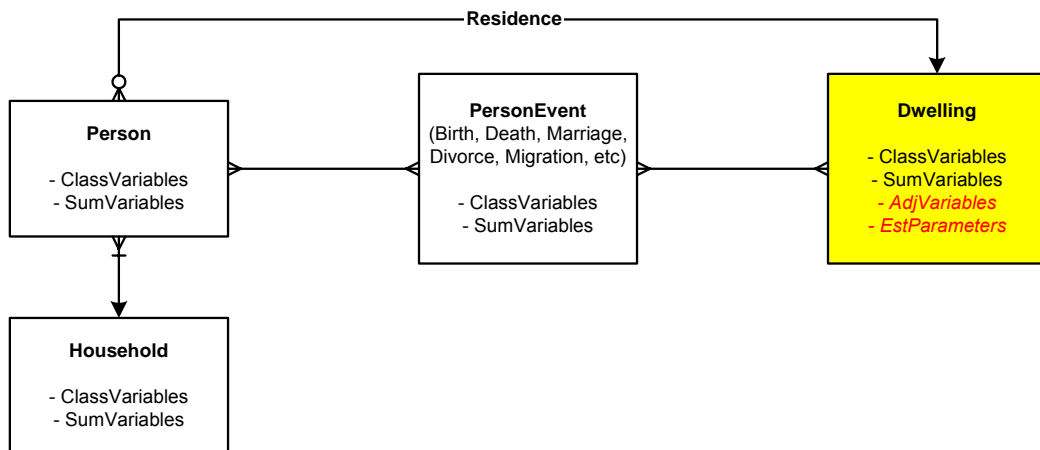 Residence
Person
- ClassVariables
- SumVariables
PersonEvent
(Birth, Death, Marriage,
Divorce, Migration, etc)
- ClassVariables
- SumVariables
Dwelling
- ClassVariables
- SumVariables
- AdjVariables
- EstParameters
Household
- ClassVariables
- SumVariables